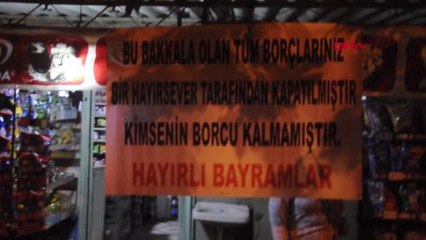 BU BAKKALA OLAN TÜM BORÇLARINIZ
BİR HAYIRSEVER TARAFINDAN KAPATILMIŞTIR
KİMSENİN BORCU KALMAMIŞTIR.
HAYIRLI BAYRAMLAR